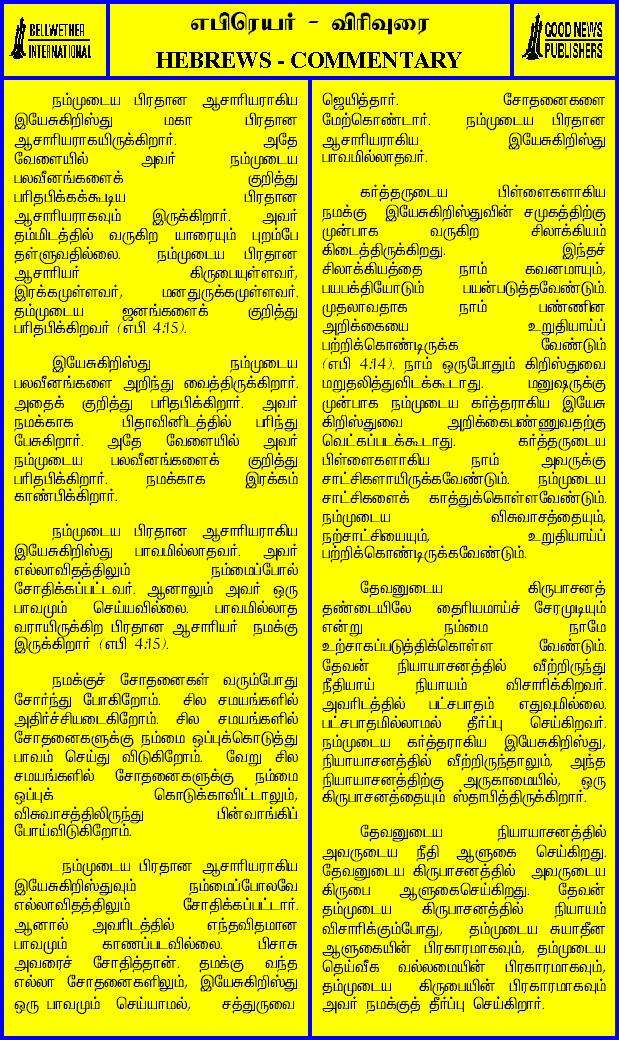 BELLWETHER
INTERNATIONAL
எபிரெயர் - விரிவுரை
HEBREWS - COMMENTARY
GOOD NEWS
PUBLISHERS
நம்முடைய பிரதான ஆசாரியராகிய
இயேசுகிறிஸ்து மகா பிரதான
ஆசாரியராகயிருக்கிறார். அதே
வேளையில் அவர் நம்முடைய
பலவீனங்களைக் குறித்து
பரிதபிக்கக்கூடிய பிரதான
ஆசாரியராகவும் இருக்கிறார். அவர்
தம்மிடத்தில் வருகிற யாரையும் புறம்பே
தள்ளுவதில்லை. நம்முடைய பிரதான
ஆசாரியர் கிருபையுள்ளவர்,
இரக்கமுள்ளவர், மனதுருக்கமுள்ளவர்.
தம்முடைய ஜனங்களைக் குறித்து
பரிதபிக்கிறவர் (எபி 4:15).
இயேசுகிறிஸ்து நம்முடைய
பலவீனங்களை அறிந்து வைத்திருக்கிறார்.
அதைக் குறித்து பரிதபிக்கிறார். அவர்
நமக்காக பிதாவினிடத்தில் பரிந்து
பேசுகிறார். அதே வேளையில் அவர்
நம்முடைய பலவீனங்களைக் குறித்து
பரிதபிக்கிறார். நமக்காக இரக்கம்
காண்பிக்கிறார்.
நம்முடைய பிரதான ஆசாரியராகிய
இயேசுகிறிஸ்து பாவமில்லாதவர். அவர்
எல்லாவிதத்திலும் நம்மைப்போல்
சோதிக்கப்பட்டவர். ஆனாலும் அவர் ஒரு
பாவமும் செய்யவில்லை. பாவமில்லாத
வராயிருக்கிற பிரதான ஆசாரியர் நமக்கு
இருக்கிறார் (எபி 4:15).
நமக்குச் சோதனைகள் வரும்போது
சோர்ந்து போகிறோம். சில சமயங்களில்
அதிர்ச்சியடைகிறோம். சில சமயங்களில்
சோதனைகளுக்கு நம்மை ஒப்புக்கொடுத்து
பாவம் செய்து விடுகிறோம். வேறு சில
சமயங்களில் சோதனைகளுக்கு நம்மை
ஒப்புக் கொடுக்காவிட்டாலும்,
விசுவாசத்திலிருந்து பின்வாங்கிப்
போய்விடுகிறோம்.
நம்முடைய பிரதான ஆசாரியராகிய
இயேசுகிறிஸ்துவும் நம்மைப்போலவே
எல்லாவிதத்திலும் சோதிக்கப்பட்டார்.
ஆனால் அவரிடத்தில் எந்தவிதமான
பாவமும் காணப்படவில்லை. பிசாசு
அவரைச் சோதித்தான். தமக்கு வந்த
எல்லா சோதனைகளிலும், இயேசுகிறிஸ்து
ஒரு பாவமும் செய்யாமல், சத்துருவை
ஜெயித்தார். சோதனைகளை
மேற்கொண்டார். நம்முடைய பிரதான
ஆசாரியராகிய இயேசுகிறிஸ்து
பாவமில்லாதவர்.
கர்த்தருடைய பிள்ளைகளாகிய
நமக்கு இயேசுகிறிஸ்துவின் சமுகத்திற்கு
முன்பாக வருகிற சிலாக்கியம்
கிடைத்திருக்கிறது. இந்தச்
சிலாக்கியத்தை நாம் கவனமாயும்,
பயபக்தியோடும் பயன்படுத்தவேண்டும்.
முதலாவதாக நாம் பண்ணின
அறிக்கையை உறுதியாய்ப்
பற்றிக்கொண்டிருக்க வேண்டும்
(எபி 4:14). நாம் ஒருபோதும் கிறிஸ்துவை
மறுதலித்துவிடக்கூடாது. மனுஷருக்கு
முன்பாக நம்முடைய கர்த்தராகிய இயேசு
கிறிஸ்துவை அறிக்கைபண்ணுவதற்கு
வெட்கப்படக்கூடாது. கர்த்தருடைய
பிள்ளைகளாகிய நாம் அவருக்கு
சாட்சிகளாயிருக்கவேண்டும். நம்முடைய
சாட்சிகளைக் காத்துக்கொள்ளவேண்டும்.
நம்முடைய விசுவாசத்தையும்,
நற்சாட்சியையும், உறுதியாய்ப்
பற்றிக்கொண்டிருக்கவேண்டும்.
தேவனுடைய கிருபாசனத்
தண்டையிலே தைரியமாய்ச் சேரமுடியும்
என்று நம்மை நாமே
உற்சாகப்படுத்திக்கொள்ள வேண்டும்.
தேவன் நியாயாசனத்தில் வீற்றிருந்து
நீதியாய் நியாயம் விசாரிக்கிறவர்.
அவரிடத்தில் பட்சபாதம் எதுவுமில்லை.
பட்சபாதமில்லாமல் தீர்ப்பு செய்கிறவர்.
நம்முடைய கர்த்தராகிய இயேசுகிறிஸ்து,
நியாயாசனத்தில் வீற்றிருந்தாலும், அந்த
நியாயாசனத்திற்கு அருகாமையில், ஒரு
கிருபாசனத்தையும் ஸ்தாபித்திருக்கிறார்.
தேவனுடைய நியாயாசனத்தில்
அவருடைய நீதி ஆளுகை செய்கிறது.
தேவனுடைய கிருபாசனத்தில் அவருடைய
கிருபை ஆளுகைசெய்கிறது. தேவன்
தம்முடைய கிருபாசனத்தில் நியாயம்
விசாரிக்கும்போது, தம்முடைய சுயாதீன
ஆளுகையின் பிரகாரமாகவும், தம்முடைய
தெய்வீக வல்லமையின் பிரகாரமாகவும்,
தம்முடைய கிருபையின் பிரகாரமாகவும்
அவர் நமக்குத் தீர்ப்பு செய்கிறார்.